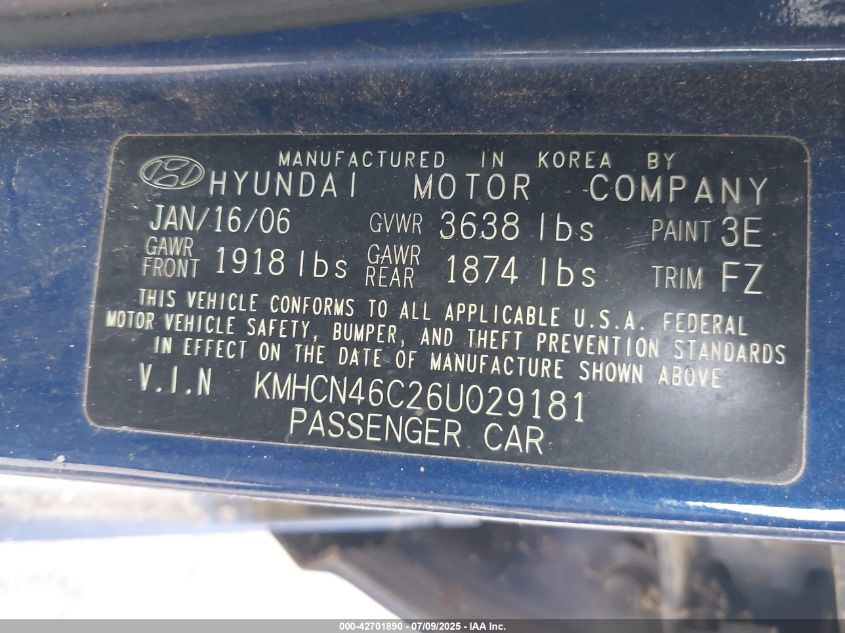 MANUFACTURED IN KOREA BY
HYUNDAI MOTOR COMPANY
JAN/16/06 GVWR 3638 lbs PAINT 3E
GAWR FRONT 1918 lbs GAWR REAR 1874 lbs TRIM FZ
THIS VEHICLE CONFORMS TO ALL APPLICABLE U.S.A. FEDERAL
MOTOR VEHICLE SAFETY, BUMPER, AND THEFT PREVENTION STANDARDS
IN EFFECT ON THE DATE OF MANUFACTURE SHOWN ABOVE
V.I.N KMHCN46C26U029181
PASSENGER CAR
000-42701890 - 07/09/2025 - IAA Inc.